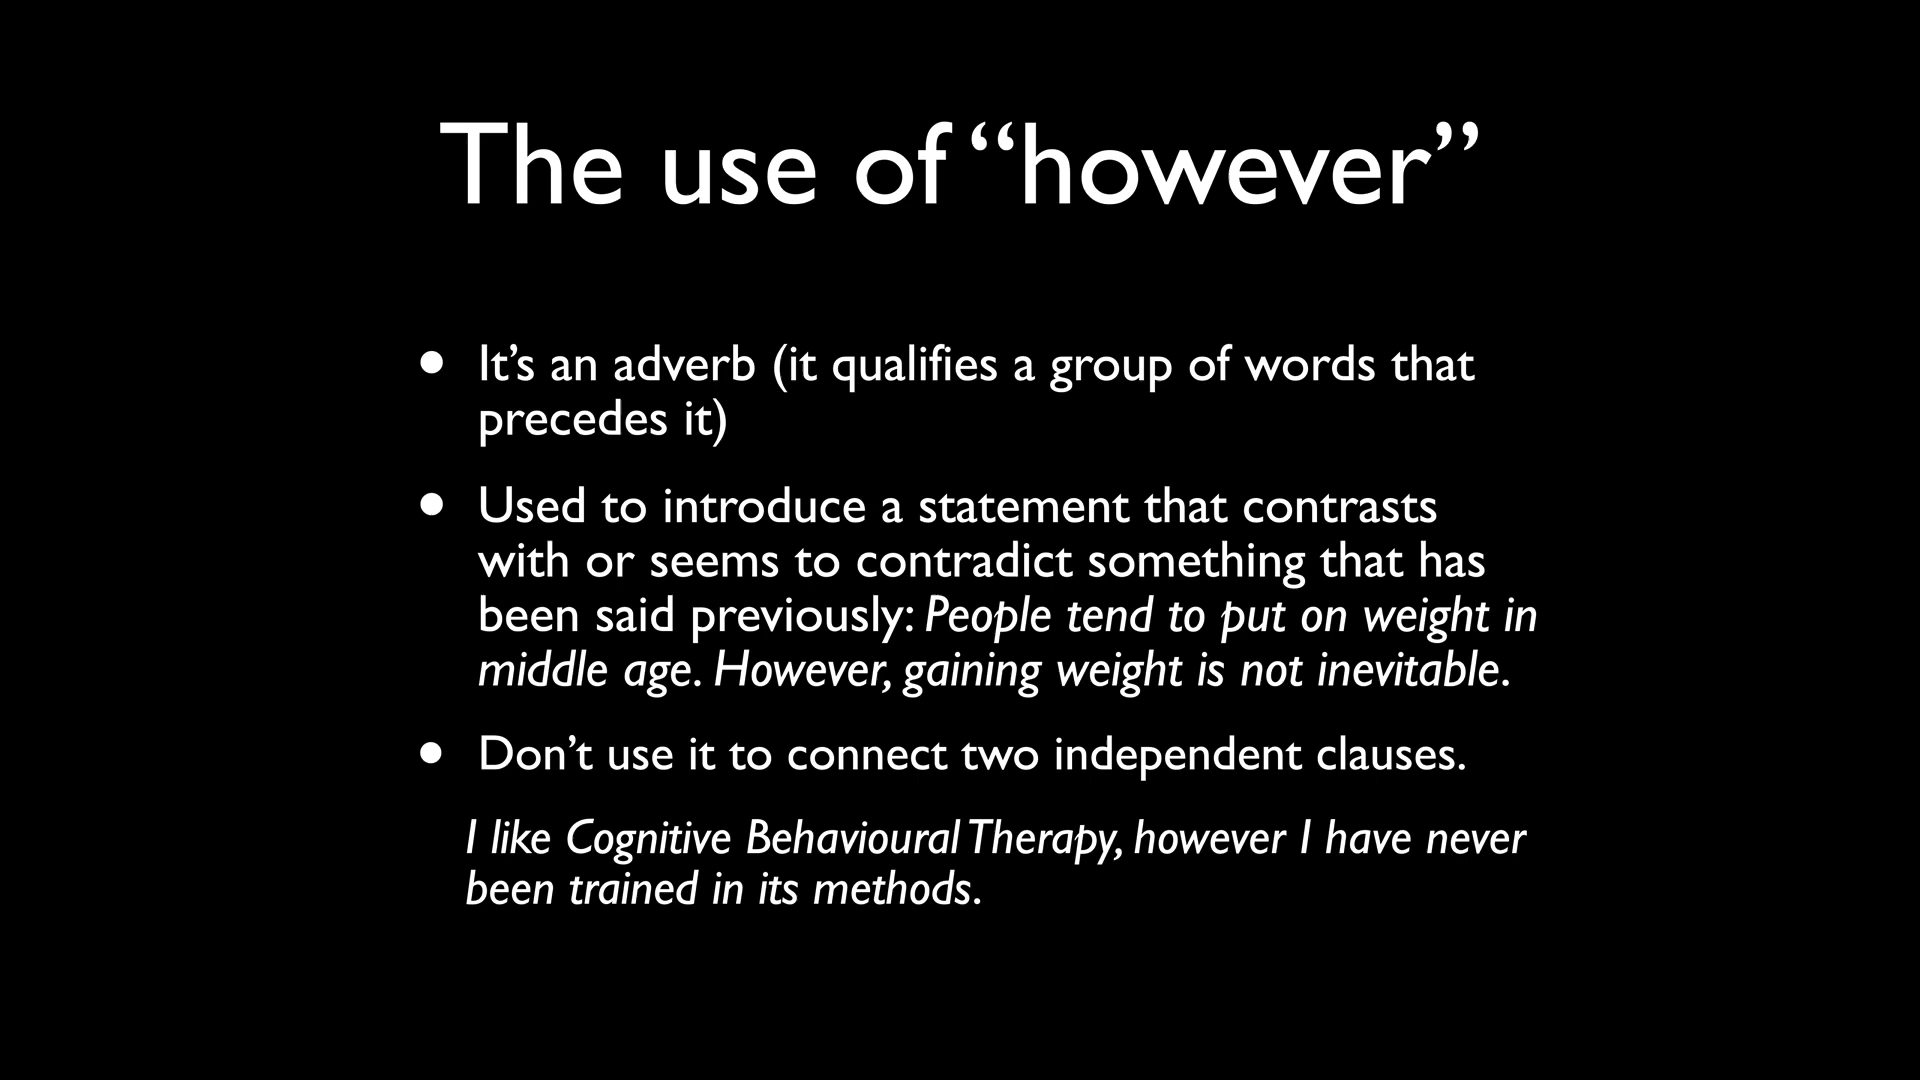 The use of “however”
• It’s an adverb (it qualifies a group of words that
precedes it)
• Used to introduce a statement that contrasts
with or seems to contradict something that has
been said previously: People tend to put on weight in
middle age. However, gaining weight is not inevitable.
• Don’t use it to connect two independent clauses.
I like Cognitive Behavioural Therapy, however I have never
been trained in its methods.